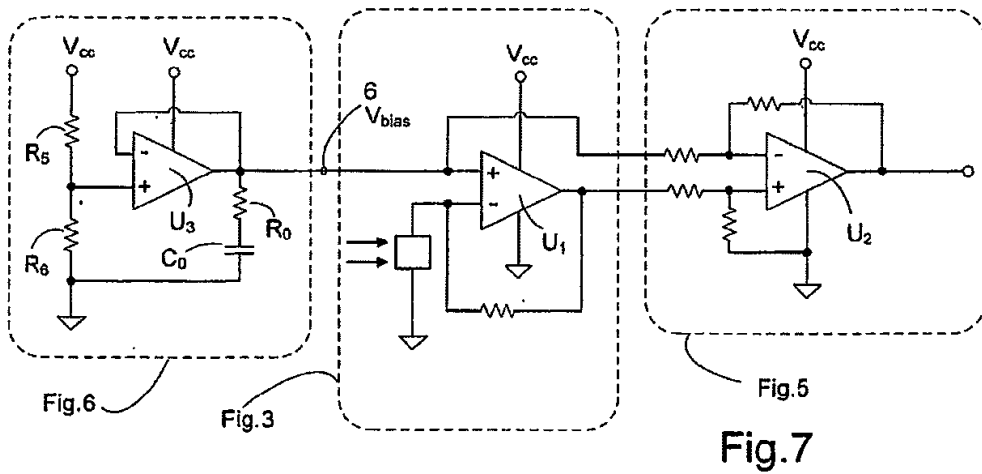 Vcc
Vcc
R5
R6
-
+
U3
R0
C0
Fig.6
6
Vbias
Vcc
+
-
U1
Fig.3
Vcc
-
+
U2
Fig.5
Fig.7